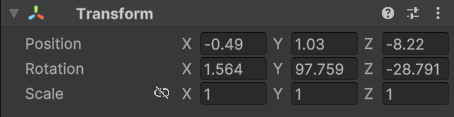 Transform
Position X -0.49 Y 1.03 Z -8.22
Rotation X 1.564 Y 97.759 Z -28.791
Scale X 1 Y 1 Z 1